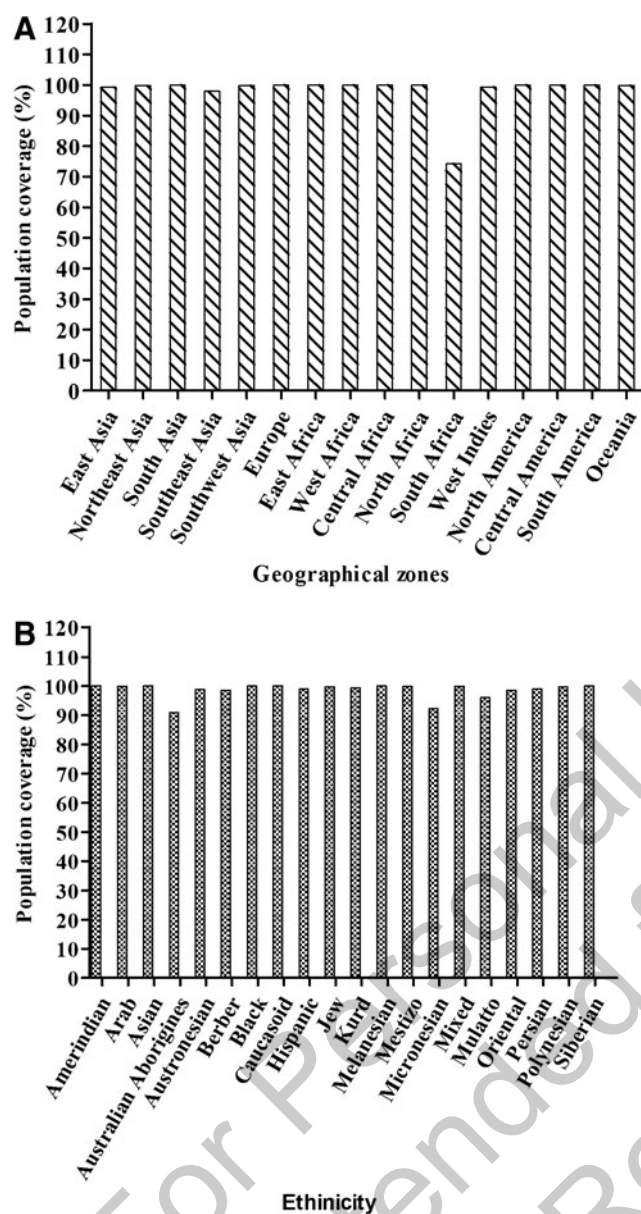 A
Population coverage (%)
120
110
100
90
80
70
60
50
40
30
20
10
0
East Asia
Northeast Asia
South Asia
Southeast Asia
Southwest Asia
Europe
East Africa
West Africa
Central Africa
North Africa
South Africa
West Indies
North America
Central America
South America
Oceania
Geographical zones
B
Population coverage (%)
120
110
100
90
80
70
60
50
40
30
20
10
0
Amerindian
Arab
Asian
Australian Aborigines
Austronesian
Berber
Black
Caucasoid
Hispanic
Jew
Kurd
Melanesian
Mestizo
Micronesian
Mixed
Mulatto
Oriental
Persian
Polynesian
Siberian
Ethinicity
For Personal